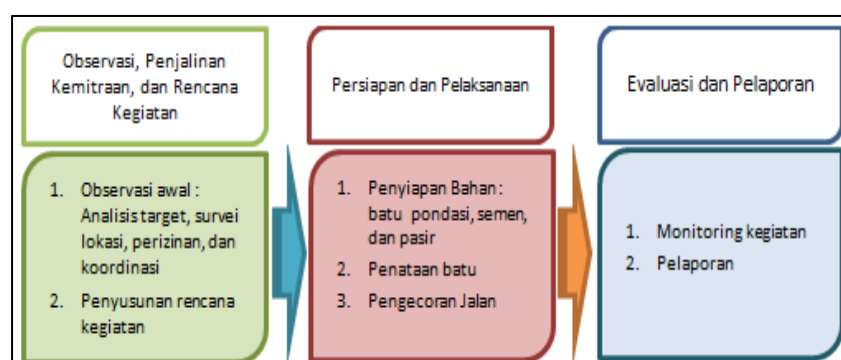 Observasi, Penjalinan
Kemitraan, dan Rencana
Kegiatan
1. Observasi awal :
Analisis target, survei
lokasi, perizinan, dan
koordinasi
2. Penyusunan rencana
kegiatan
Persiapan dan Pelaksanaan
1. Penyiapan Bahan :
batu pondasi, semen,
dan pasir
2. Penataan batu
3. Pengecoran Jalan
Evaluasi dan Pelaporan
1. Monitoring kegiatan
2. Pelaporan